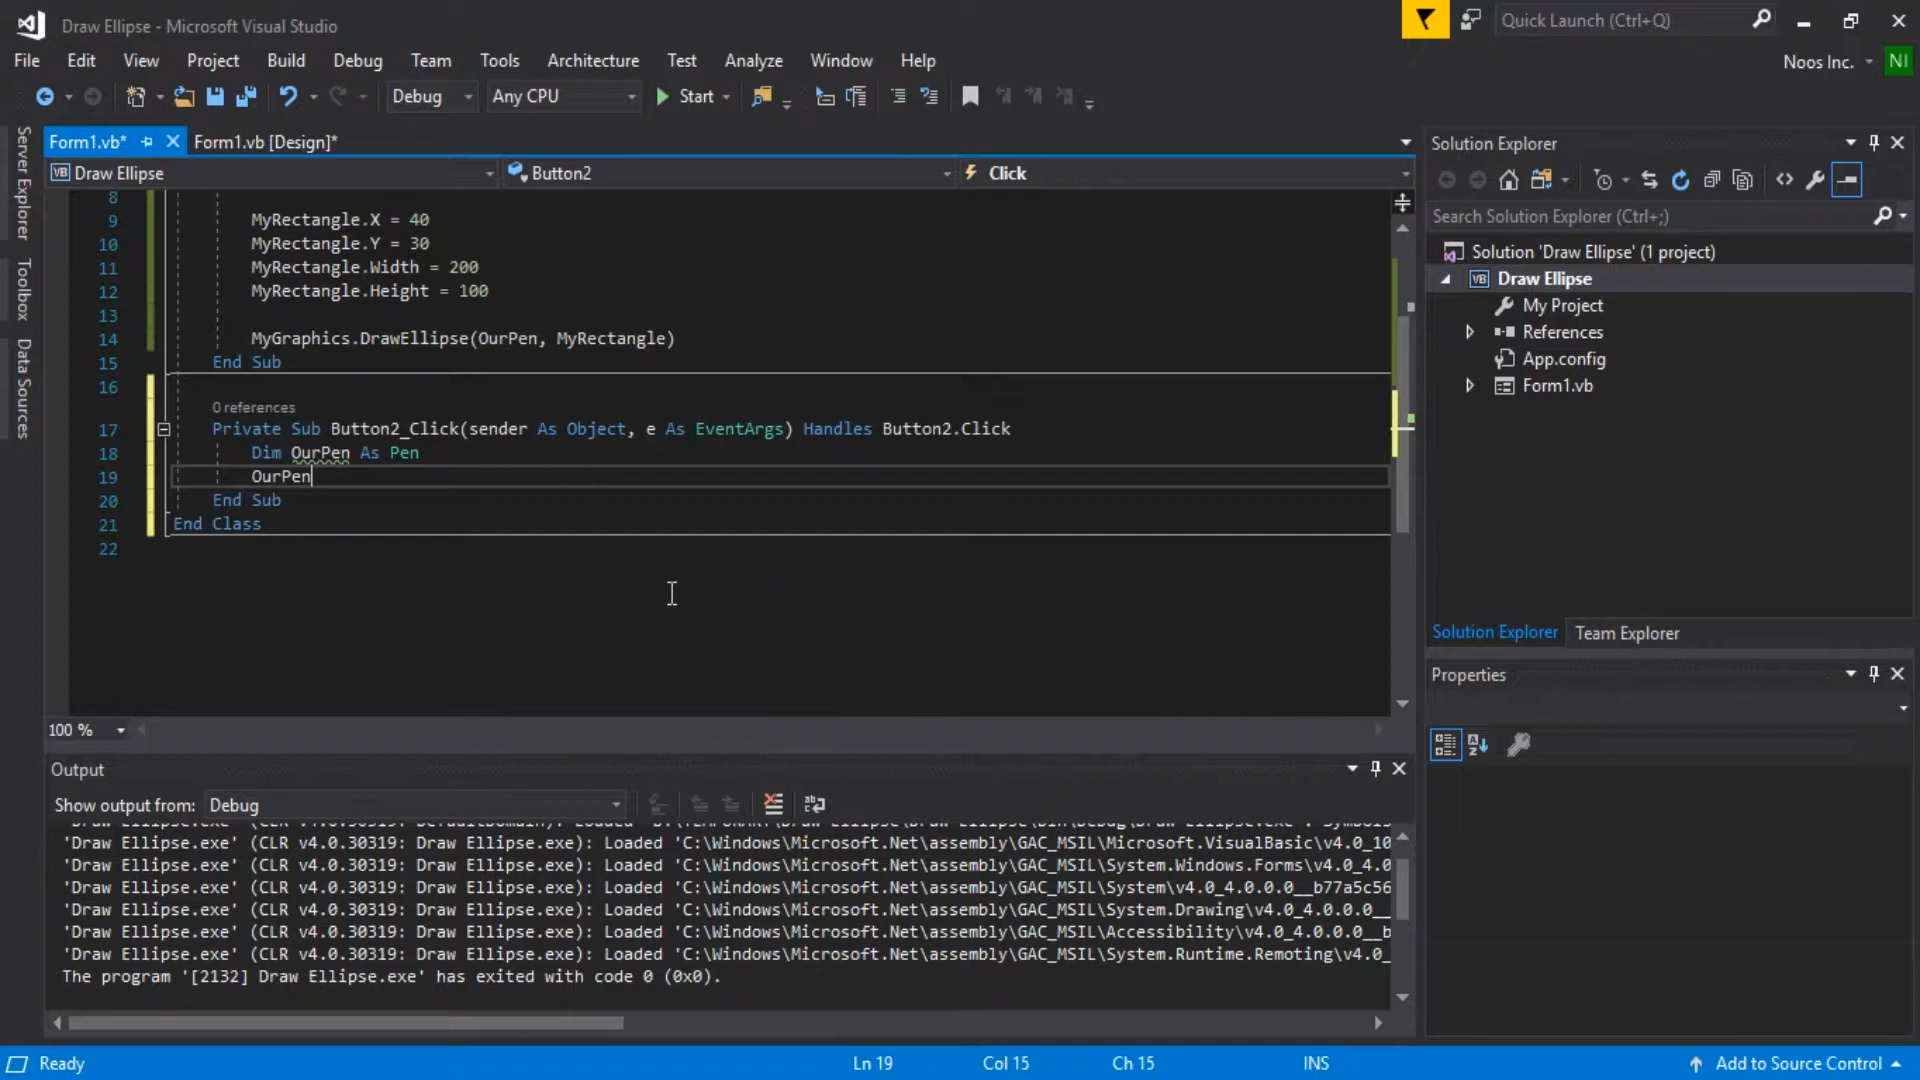 Draw Ellipse - Microsoft Visual Studio
Quick Launch (Ctrl+Q)
File Edit View Project Build Debug Team Tools Architecture Test Analyze Window Help
Noos Inc. NI
Debug Any CPU Start
Form1.vb* Form1.vb [Design]*
VB Draw Ellipse Button2 Click
8
9 MyRectangle.X = 40
10 MyRectangle.Y = 30
11 MyRectangle.Width = 200
12 MyRectangle.Height = 100
13
14 MyGraphics.DrawEllipse(OurPen, MyRectangle)
15 End Sub
16
0 references
17 Private Sub Button2_Click(sender As Object, e As EventArgs) Handles Button2.Click
18 Dim OurPen As Pen
19 OurPen
20 End Sub
21 End Class
22
100 %
Server Explorer
Toolbox
Data Sources
Solution Explorer
Search Solution Explorer (Ctrl+;)
Solution 'Draw Ellipse' (1 project)
VB Draw Ellipse
My Project
References
App.config
Form1.vb
Solution Explorer Team Explorer
Properties
Output
Show output from: Debug
'Draw Ellipse.exe' (CLR v4.0.30319: Draw Ellipse.exe): Loaded 'C:\Windows\Microsoft.Net\assembly\GAC_MSIL\Microsoft.VisualBasic\v4.0_10
'Draw Ellipse.exe' (CLR v4.0.30319: Draw Ellipse.exe): Loaded 'C:\Windows\Microsoft.Net\assembly\GAC_MSIL\System.Windows.Forms\v4.0_4.0
'Draw Ellipse.exe' (CLR v4.0.30319: Draw Ellipse.exe): Loaded 'C:\Windows\Microsoft.Net\assembly\GAC_MSIL\System\v4.0_4.0.0.0__b77a5c56
'Draw Ellipse.exe' (CLR v4.0.30319: Draw Ellipse.exe): Loaded 'C:\Windows\Microsoft.Net\assembly\GAC_MSIL\System.Drawing\v4.0_4.0.0.0__
'Draw Ellipse.exe' (CLR v4.0.30319: Draw Ellipse.exe): Loaded 'C:\Windows\Microsoft.Net\assembly\GAC_MSIL\Accessibility\v4.0_4.0.0.0__b
'Draw Ellipse.exe' (CLR v4.0.30319: Draw Ellipse.exe): Loaded 'C:\Windows\Microsoft.Net\assembly\GAC_MSIL\System.Runtime.Remoting\v4.0_
The program '[2132] Draw Ellipse.exe' has exited with code 0 (0x0).
Ready Ln 19 Col 15 Ch 15 INS Add to Source Control